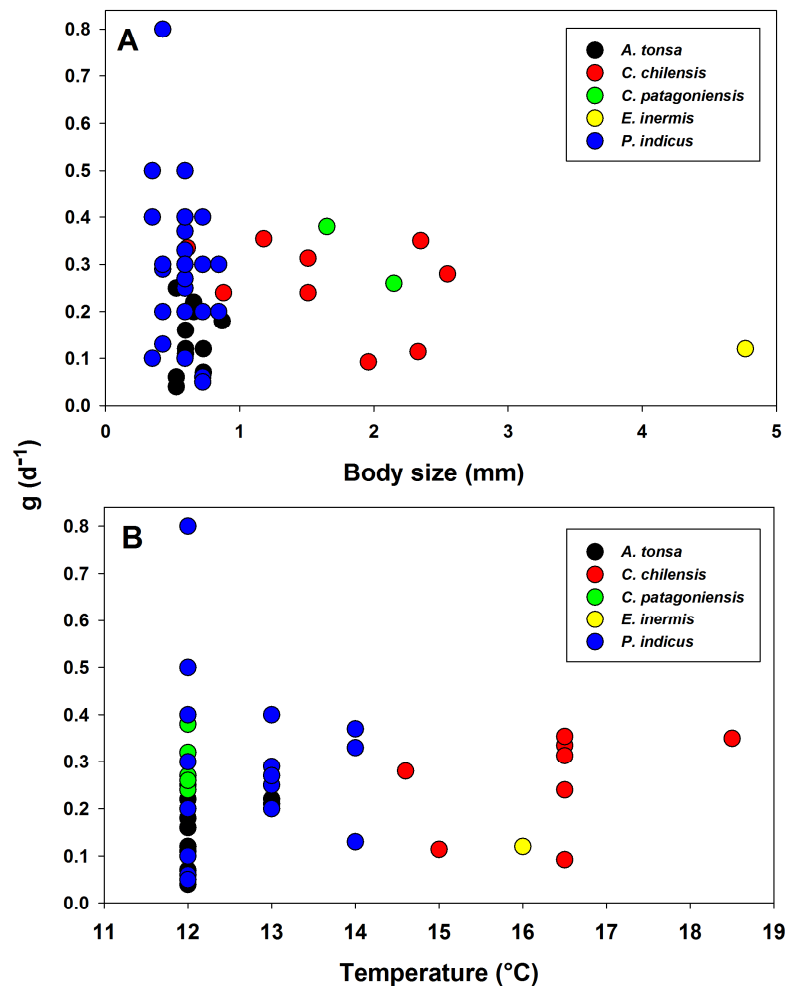 A
0.8
0.7
0.6
0.5
0.4
0.3
0.2
0.1
0.0
A. tonsa
C. chilensis
C. patagoniensis
E. inermis
P. indicus
0 1 2 3 4 5
Body size (mm)
g (d⁻¹)
B
0.8
0.7
0.6
0.5
0.4
0.3
0.2
0.1
0.0
A. tonsa
C. chilensis
C. patagoniensis
E. inermis
P. indicus
11 12 13 14 15 16 17 18 19
Temperature (°C)